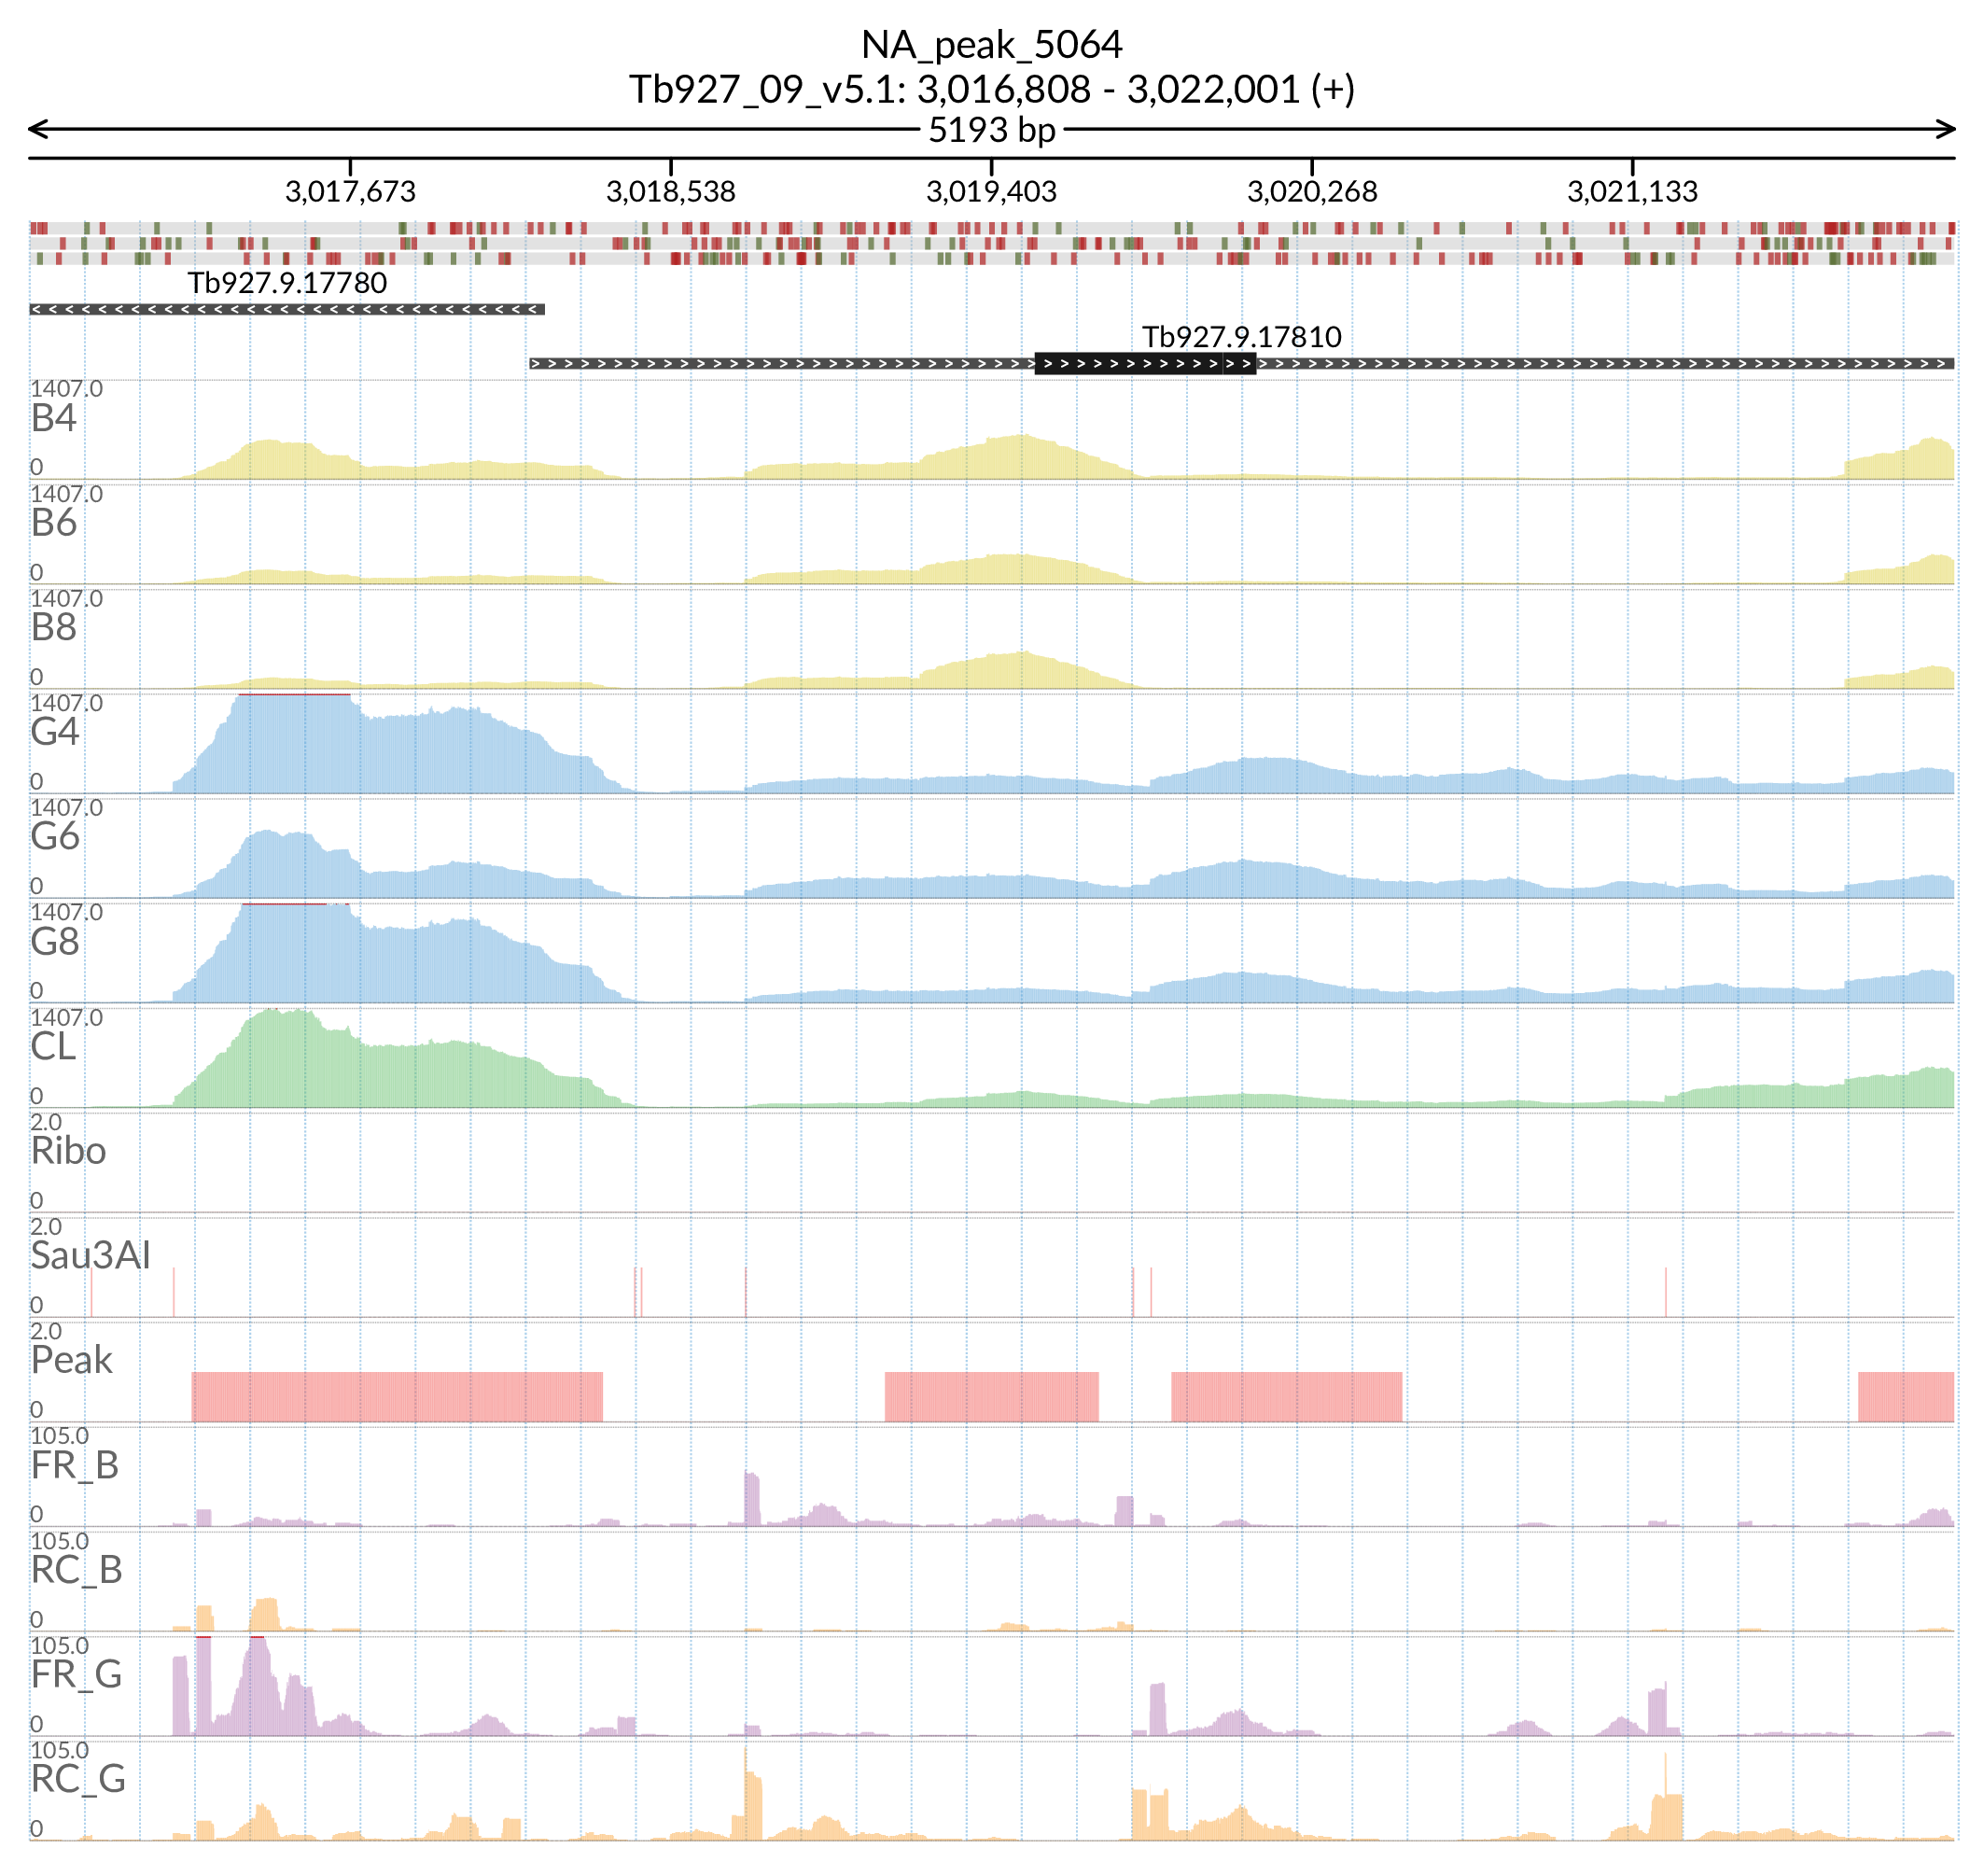 NA_peak_5064
Tb927_09_v5.1: 3,016,808 - 3,022,001 (+)
5193 bp
3,017,673 3,018,538 3,019,403 3,020,268 3,021,133
Tb927.9.17780
Tb927.9.17810
1407.0
B4
0
1407.0
B6
0
1407.0
B8
0
1407.0
G4
0
1407.0
G6
0
1407.0
G8
0
1407.0
CL
0
2.0
Ribo
0
2.0
Sau3AI
0
2.0
Peak
0
105.0
FR_B
0
105.0
RC_B
0
105.0
FR_G
0
105.0
RC_G
0